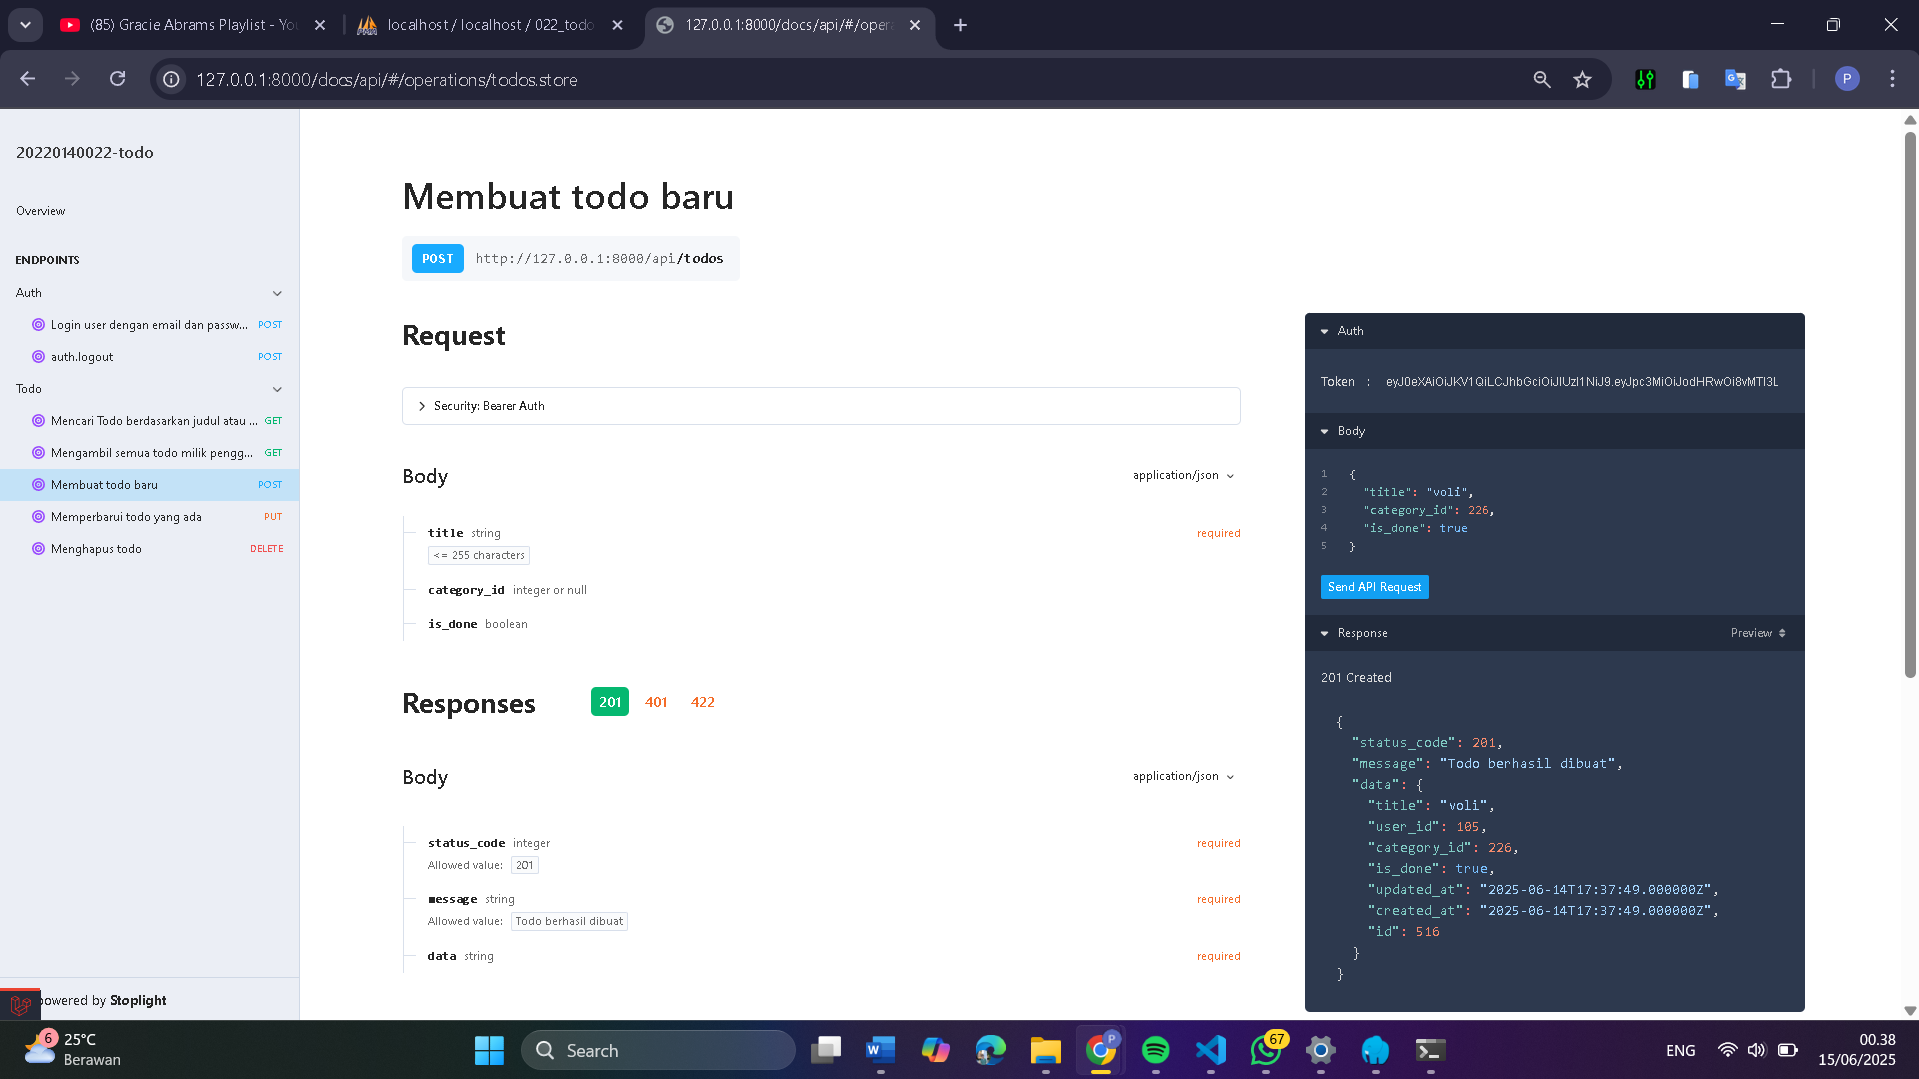 (85) Gracie Abrams Playlist - Yo
localhost / localhost / 022_todo
127.0.0.1:8000/docs/api/#/oper
127.0.0.1:8000/docs/api/#/operations/todos.store
P
20220140022-todo
Overview
ENDPOINTS
Auth
Login user dengan email dan passw... POST
auth.logout POST
Todo
Mencari Todo berdasarkan judul atau ... GET
Mengambil semua todo milik pengg... GET
Membuat todo baru POST
Memperbarui todo yang ada PUT
Menghapus todo DELETE
powered by Stoplight
Membuat todo baru
POST http://127.0.0.1:8000/api/todos
Request
Security: Bearer Auth
Body application/json
title string required
<= 255 characters
category_id integer or null
is_done boolean
Responses 201 401 422
Body application/json
status_code integer required
Allowed value: 201
message string required
Allowed value: Todo berhasil dibuat
data string required
Auth
Token :
Body
1 {
2 "title": "voli",
3 "category_id": 226,
4 "is_done": true
5 }
Send API Request
Response Preview
201 Created
{
"status_code": 201,
"message": "Todo berhasil dibuat",
"data": {
"title": "voli",
"user_id": 105,
"category_id": 226,
"is_done": true,
"updated_at": "2025-06-14T17:37:49.000000Z",
"created_at": "2025-06-14T17:37:49.000000Z",
"id": 516
}
}
6
25°C
Berawan
Search
P
67
ENG
00.38
15/06/2025